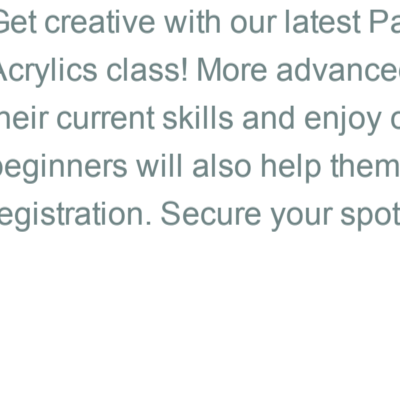 Get creative with our latest Pa
Acrylics class! More advance
heir current skills and enjoy
beginners will also help them
egistration. Secure your spot